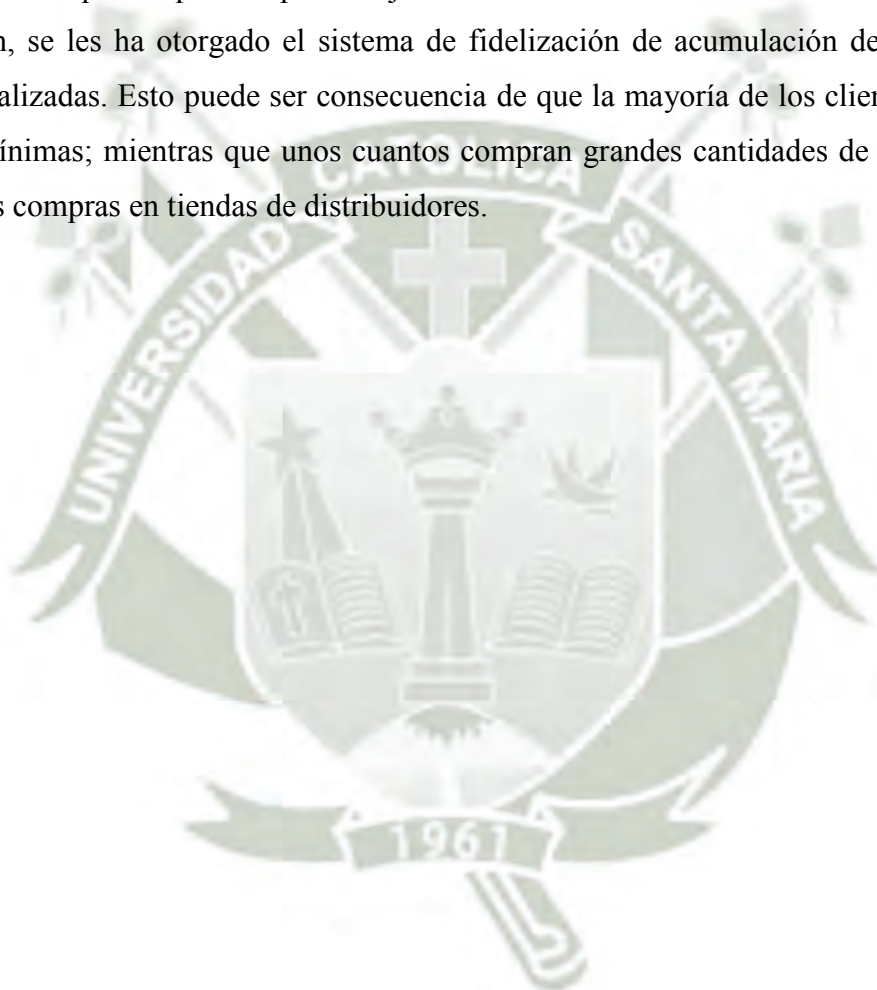 n, se les ha otorgado el sistema de fidelización de acumulación de
alizadas. Esto puede ser consecuencia de que la mayoría de los clien
ínimas; mientras que unos cuantos compran grandes cantidades de
s compras en tiendas de distribuidores.
UNIVERSIDAD CATOLICA SANTA MARIA
1961